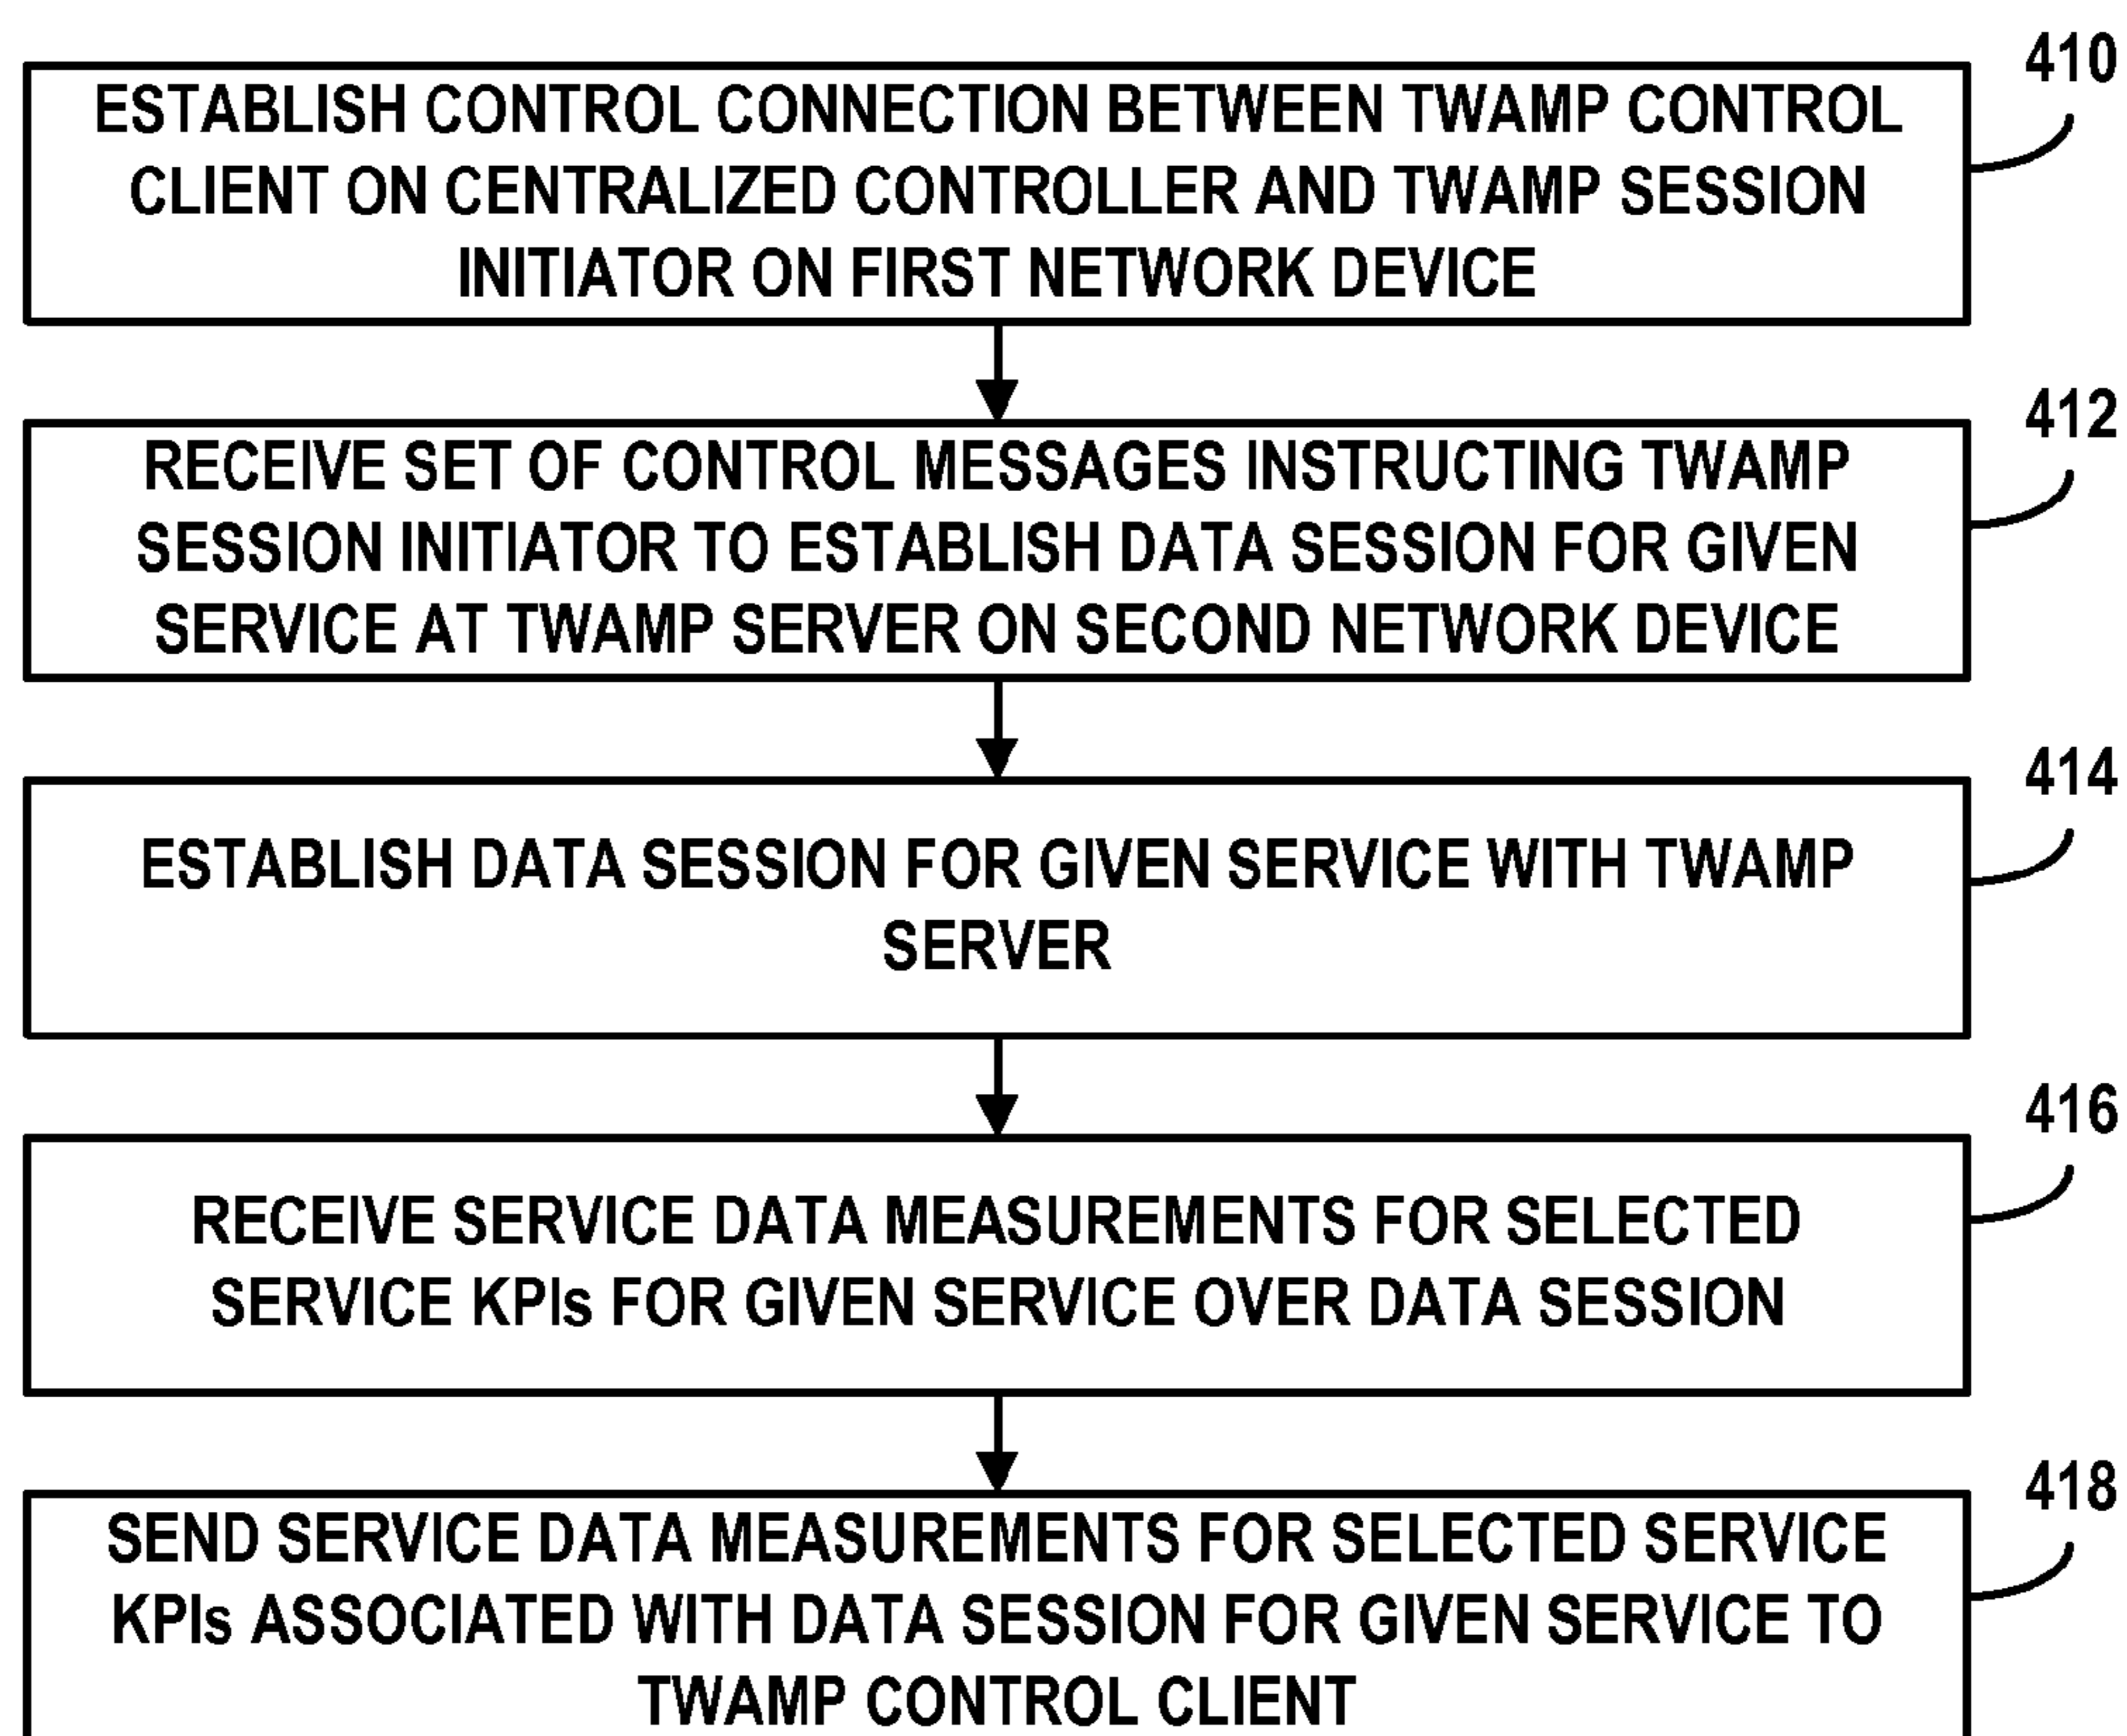 410
ESTABLISH CONTROL CONNECTION BETWEEN TWAMP CONTROL
CLIENT ON CENTRALIZED CONTROLLER AND TWAMP SESSION
INITIATOR ON FIRST NETWORK DEVICE
412
RECEIVE SET OF CONTROL MESSAGES INSTRUCTING TWAMP
SESSION INITIATOR TO ESTABLISH DATA SESSION FOR GIVEN
SERVICE AT TWAMP SERVER ON SECOND NETWORK DEVICE
414
ESTABLISH DATA SESSION FOR GIVEN SERVICE WITH TWAMP
SERVER
416
RECEIVE SERVICE DATA MEASUREMENTS FOR SELECTED
SERVICE KPIs FOR GIVEN SERVICE OVER DATA SESSION
418
SEND SERVICE DATA MEASUREMENTS FOR SELECTED SERVICE
KPIs ASSOCIATED WITH DATA SESSION FOR GIVEN SERVICE TO
TWAMP CONTROL CLIENT